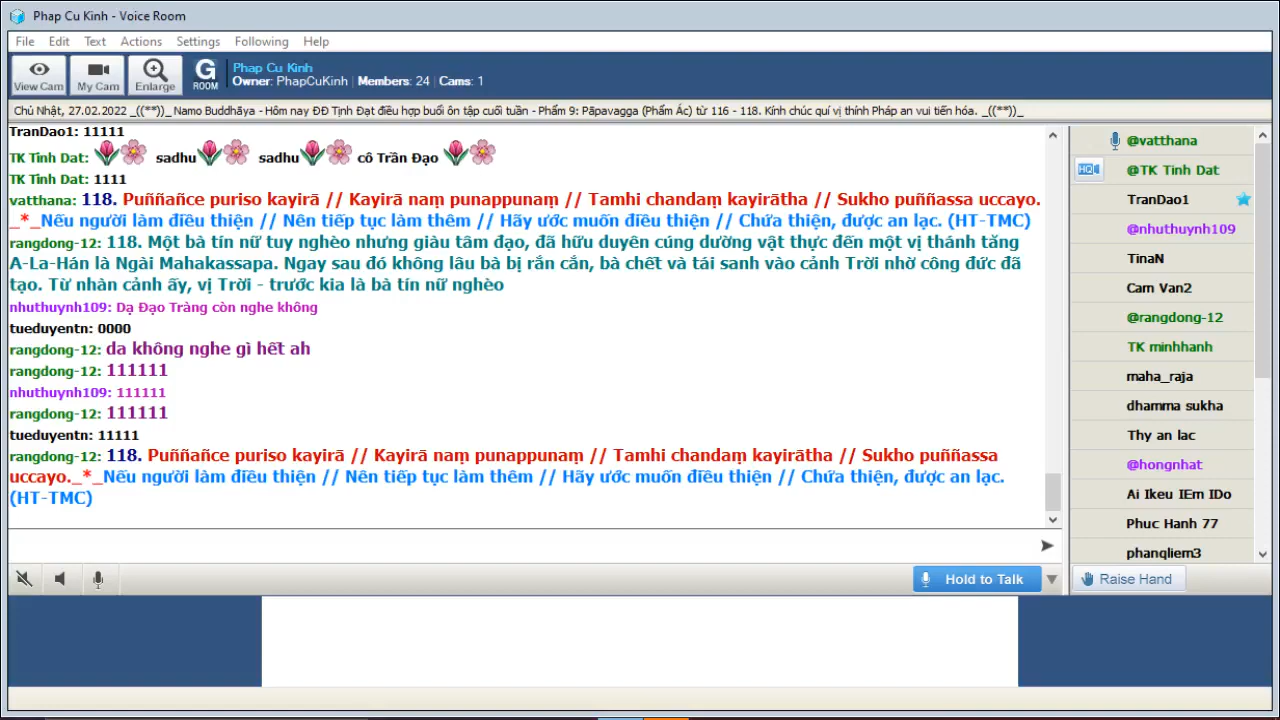 Phap Cu Kinh - Voice Room
File Edit Text Actions Settings Following Help
View Cam My Cam Enlarge G ROOM
Phap Cu Kinh
Owner: PhapCuKinh | Members: 24 | Cams: 1
Chủ Nhật, 27.02.2022 _((**))_ Namo Buddhāya - Hôm nay ĐĐ Tịnh Đạt điều hợp buổi ôn tập cuối tuần - Phẩm 9: Pāpavagga (Phẩm Ác) từ 116 - 118. Kính chúc quí vị thính Pháp an vui tiến hóa. _((**))_
TranDao1: 11111
TK Tinh Dat: sadhu sadhu cô Trần Đạo
TK Tinh Dat: 1111
vatthana: 118. Puññañce puriso kayirā // Kayirā naṃ punappunaṃ // Tamhi chandaṃ kayirātha // Sukho puññassa uccayo.
_*_Nếu người làm điều thiện // Nên tiếp tục làm thêm // Hãy ước muốn điều thiện // Chứa thiện, được an lạc. (HT-TMC)
rangdong-12: 118. Một bà tín nữ tuy nghèo nhưng giàu tâm đạo, đã hữu duyên cúng dường vật thực đến một vị thánh tăng
A-La-Hán là Ngài Mahakassapa. Ngay sau đó không lâu bà bị rắn cắn, bà chết và tái sanh vào cảnh Trời nhờ công đức đã
tạo. Từ nhàn cảnh ấy, vị Trời - trước kia là bà tín nữ nghèo
nhuthuynh109: Dạ Đạo Tràng còn nghe không
tueduyentn: 0000
rangdong-12: da không nghe gì hết ah
rangdong-12: 111111
nhuthuynh109: 111111
rangdong-12: 111111
tueduyentn: 11111
rangdong-12: 118. Puññañce puriso kayirā // Kayirā naṃ punappunaṃ // Tamhi chandaṃ kayirātha // Sukho puññassa
uccayo._*_Nếu người làm điều thiện // Nên tiếp tục làm thêm // Hãy ước muốn điều thiện // Chứa thiện, được an lạc.
(HT-TMC)
@vatthana
HQ @TK Tinh Dat
TranDao1
@nhuthuynh109
TinaN
Cam Van2
@rangdong-12
TK minhhanh
maha_raja
dhamma sukha
Thy an lac
@hongnhat
Ai Ikeu IEm IDo
Phuc Hanh 77
phanqliem3
Hold to Talk
Raise Hand